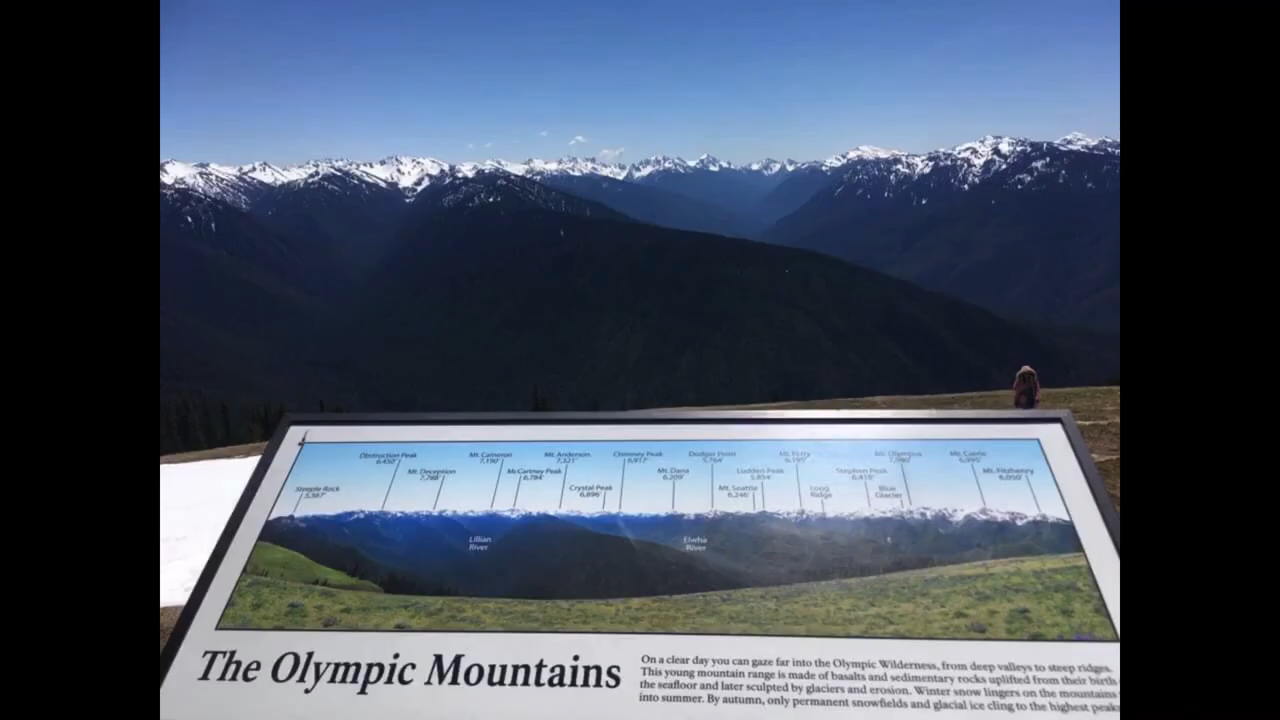 Obstruction Peak
6,450'
Mt. Deception
7,788'
Mt. Cameron
7,190'
McCartney Peak
6,784'
Mt. Anderson
7,321'
Crystal Peak
6,896'
Chimney Peak
6,917'
Mt. Dana
6,209'
Dodger Point
5,764'
Mt. Seattle
6,246'
Ludden Peak
5,854'
Mt. Ferry
6,195'
Long
Ridge
Stephen Peak
6,418'
Blue
Glacier
Mt. Olympus
7,980'
Mt. Carrie
6,995'
Mt. Fitzhenry
6,050'
Steeple Rock
5,567'
Lillian
River
Elwha
River
The Olympic Mountains
On a clear day you can gaze far into the Olympic Wilderness, from deep valleys to steep ridges.
This young mountain range is made of basalts and sedimentary rocks uplifted from their birth
the seafloor and later sculpted by glaciers and erosion. Winter snow lingers on the mountains
into summer. By autumn, only permanent snowfields and glacial ice cling to the highest peaks